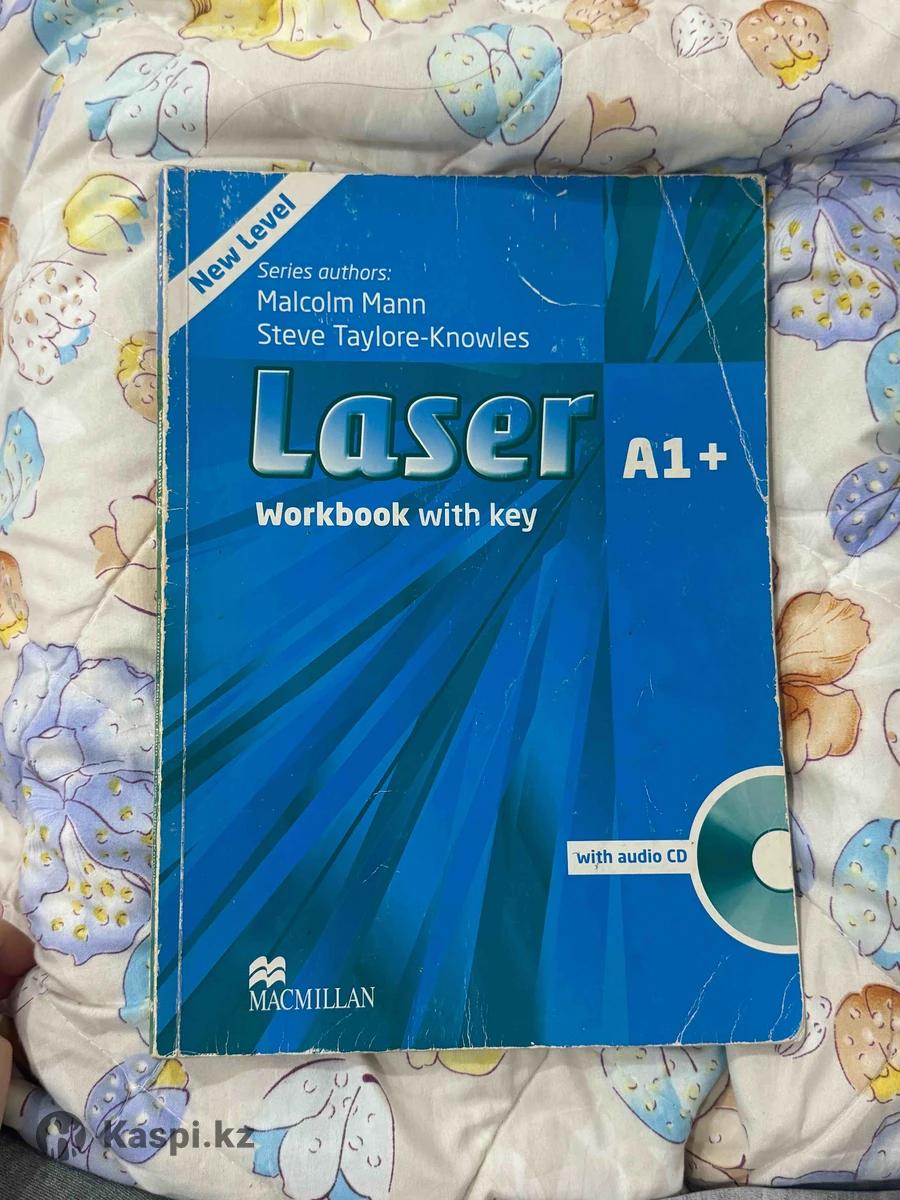 New Level
Series authors:
Malcolm Mann
Steve Taylore-Knowles
Laser
A1+
Workbook with key
with audio CD
MACMILLAN
Kaspi.kz